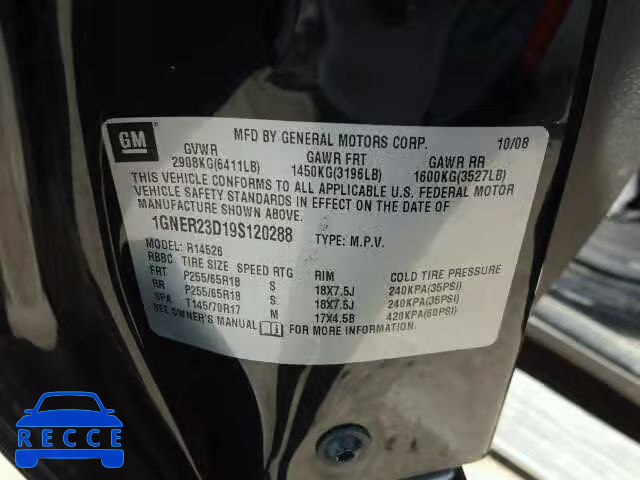 GM
MFD BY GENERAL MOTORS CORP. 10/08
GVWR GAWR FRT GAWR RR
2908KG(6411LB) 1450KG(3196LB) 1600KG(3527LB)
THIS VEHICLE CONFORMS TO ALL APPLICABLE U.S. FEDERAL MOTOR
VEHICLE SAFETY STANDARDS IN EFFECT ON THE DATE OF
MANUFACTURE SHOWN ABOVE.
1GNER23D19S120288 TYPE: M.P.V.
MODEL: R14526
RBBC TIRE SIZE SPEED RTG RIM COLD TIRE PRESSURE
FRT P255/65R18 S 18X7.5J 240KPA(35PSI)
RR P255/65R18 S 18X7.5J 240KPA(35PSI)
SPA T145/70R17 M 17X4.5B 420KPA(60PSI)
SEE OWNER'S MANUAL FOR MORE INFORMATION.
RECCE